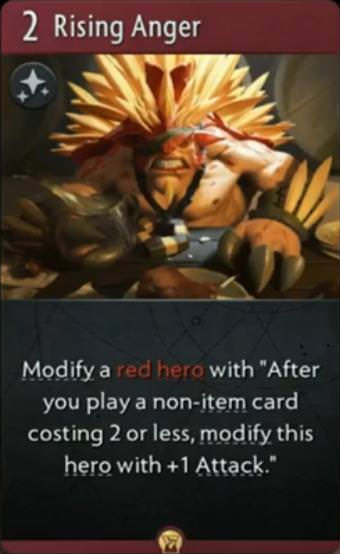 2 Rising Anger
Modify a red hero with "After
you play a non-item card
costing 2 or less, modify this
hero with +1 Attack."